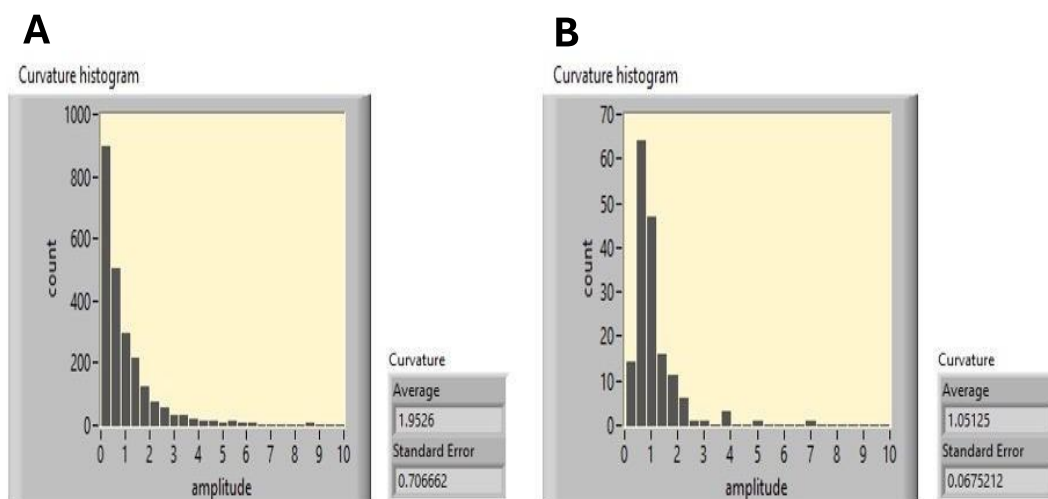 A
Curvature histogram
1000
800
600
400
200
0
count
0 1 2 3 4 5 6 7 8 9 10
amplitude
Curvature
Average
1.9526
Standard Error
0.706662
B
Curvature histogram
70
60
50
40
30
20
10
0
count
0 1 2 3 4 5 6 7 8 9 10
amplitude
Curvature
Average
1.05125
Standard Error
0.0675212